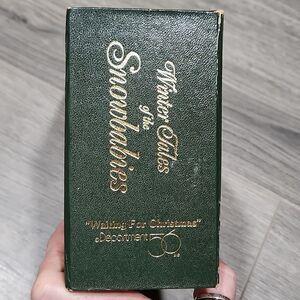 Winter Tales
of the
Snowbabies
"Waiting For Christmas"
Department 56